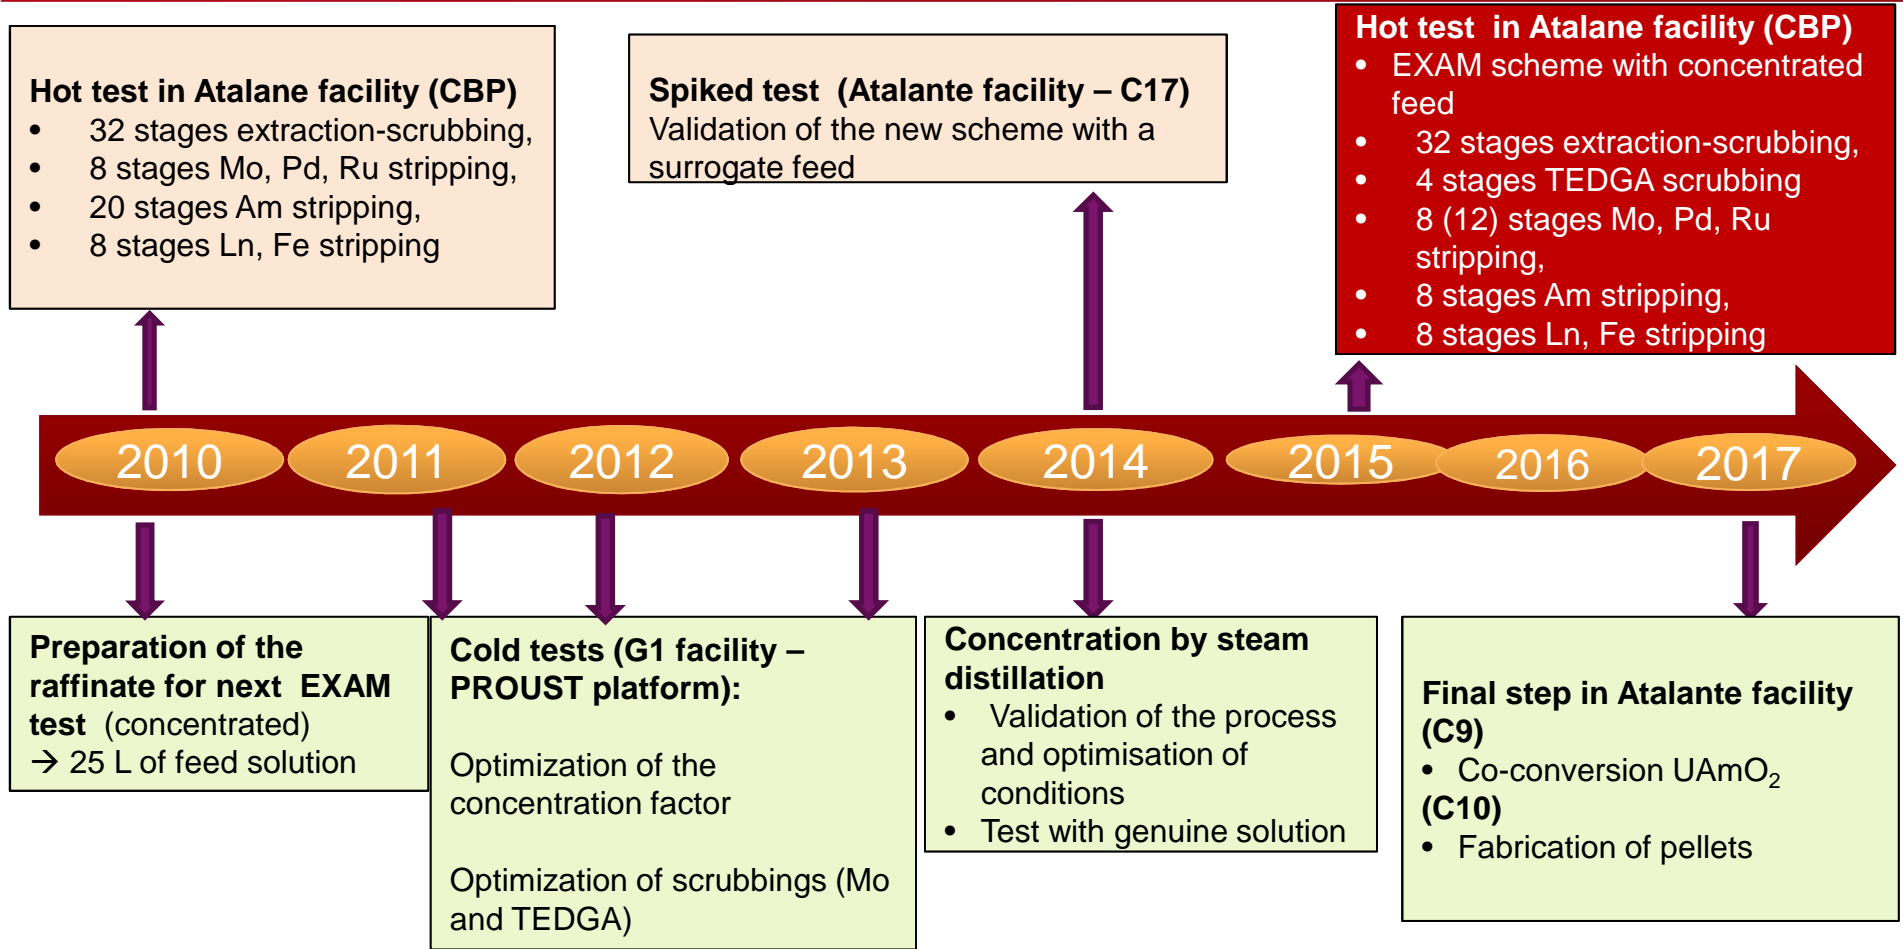 Hot test in Atalane facility (CBP)
• 32 stages extraction-scrubbing,
• 8 stages Mo, Pd, Ru stripping,
• 20 stages Am stripping,
• 8 stages Ln, Fe stripping
Spiked test (Atalante facility – C17)
Validation of the new scheme with a
surrogate feed
Hot test in Atalane facility (CBP)
• EXAM scheme with concentrated
feed
• 32 stages extraction-scrubbing,
• 4 stages TEDGA scrubbing
• 8 (12) stages Mo, Pd, Ru
stripping,
• 8 stages Am stripping,
• 8 stages Ln, Fe stripping
2010 2011 2012 2013 2014 2015 2016 2017
Preparation of the
raffinate for next EXAM
test (concentrated)
→ 25 L of feed solution
Cold tests (G1 facility –
PROUST platform):
Optimization of the
concentration factor
Optimization of scrubbings (Mo
and TEDGA)
Concentration by steam
distillation
• Validation of the process
and optimisation of
conditions
• Test with genuine solution
Final step in Atalante facility
(C9)
• Co-conversion UAmO₂
(C10)
• Fabrication of pellets